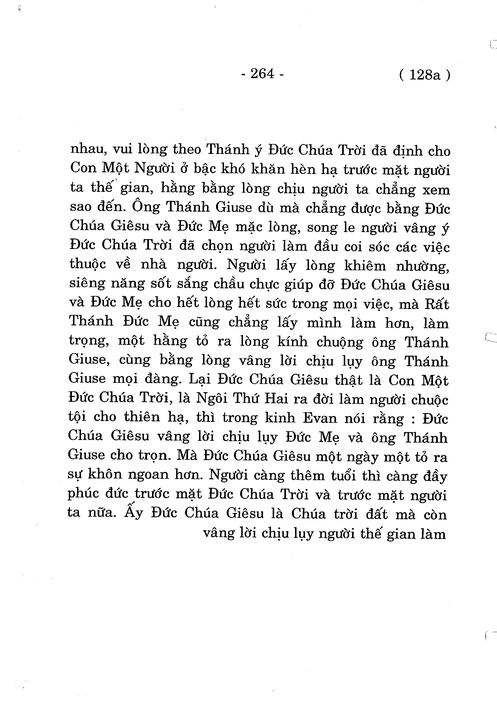 - 264 - ( 128a )
nhau, vui lòng theo Thánh ý Đức Chúa Trời đã định cho
Con Một Người ở bậc khó khăn hèn hạ trước mặt người
ta thế gian, hằng bằng lòng chịu người ta chẳng xem
sao đến. Ông Thánh Giuse dù mà chẳng được bằng Đức
Chúa Giêsu và Đức Mẹ mặc lòng, song le người vâng ý
Đức Chúa Trời đã chọn người làm đầu coi sóc các việc
thuộc về nhà người. Người lấy lòng khiêm nhường,
siêng năng sốt sắng chầu chực giúp đỡ Đức Chúa Giêsu
và Đức Mẹ cho hết lòng hết sức trong mọi việc, mà Rất
Thánh Đức Mẹ cũng chẳng lấy mình làm hơn, làm
trọng, một hằng tỏ ra lòng kính chuộng ông Thánh
Giuse, cùng bằng lòng vâng lời chịu lụy ông Thánh
Giuse mọi đàng. Lại Đức Chúa Giêsu thật là Con Một
Đức Chúa Trời, là Ngôi Thứ Hai ra đời làm người chuộc
tội cho thiên hạ, thì trong kinh Evan nói rằng : Đức
Chúa Giêsu vâng lời chịu lụy Đức Mẹ và ông Thánh
Giuse cho trọn. Mà Đức Chúa Giêsu một ngày một tỏ ra
sự khôn ngoan hơn. Người càng thêm tuổi thì càng đầy
phúc đức trước mặt Đức Chúa Trời và trước mặt người
ta nữa. Ấy Đức Chúa Giêsu là Chúa trời đất mà còn
vâng lời chịu lụy người thế gian làm